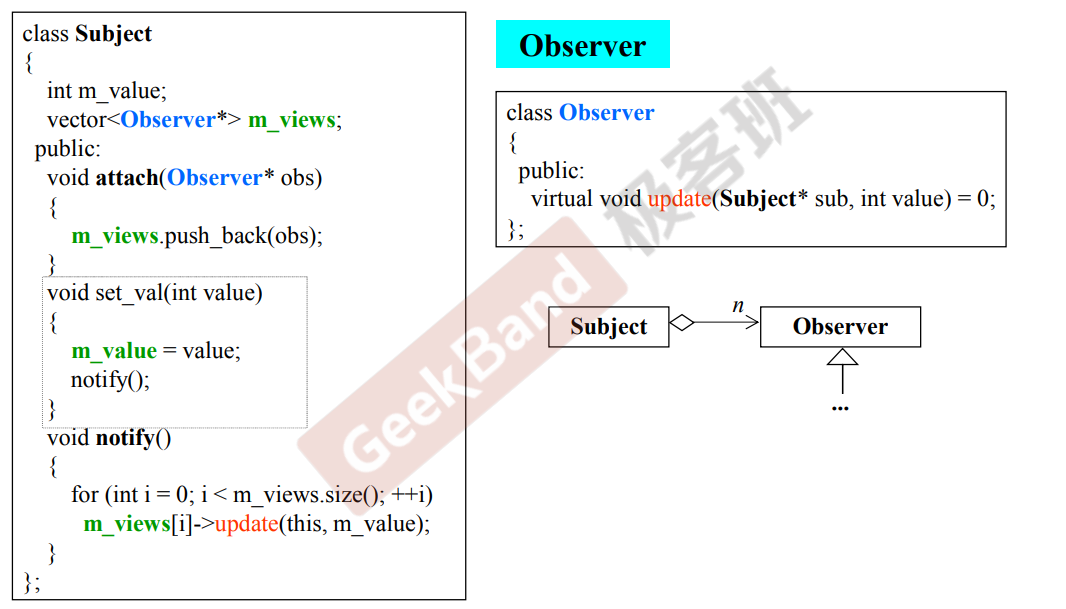 class Subject
{
int m_value;
vector<Observer*> m_views;
public:
void attach(Observer* obs)
{
m_views.push_back(obs);
}
void set_val(int value)
{
m_value = value;
notify();
}
void notify()
{
for (int i = 0; i < m_views.size(); ++i)
m_views[i]->update(this, m_value);
}
};
Observer
class Observer
{
public:
virtual void update(Subject* sub, int value) = 0;
};
Subject
n
Observer
...
GeekBand 极客班